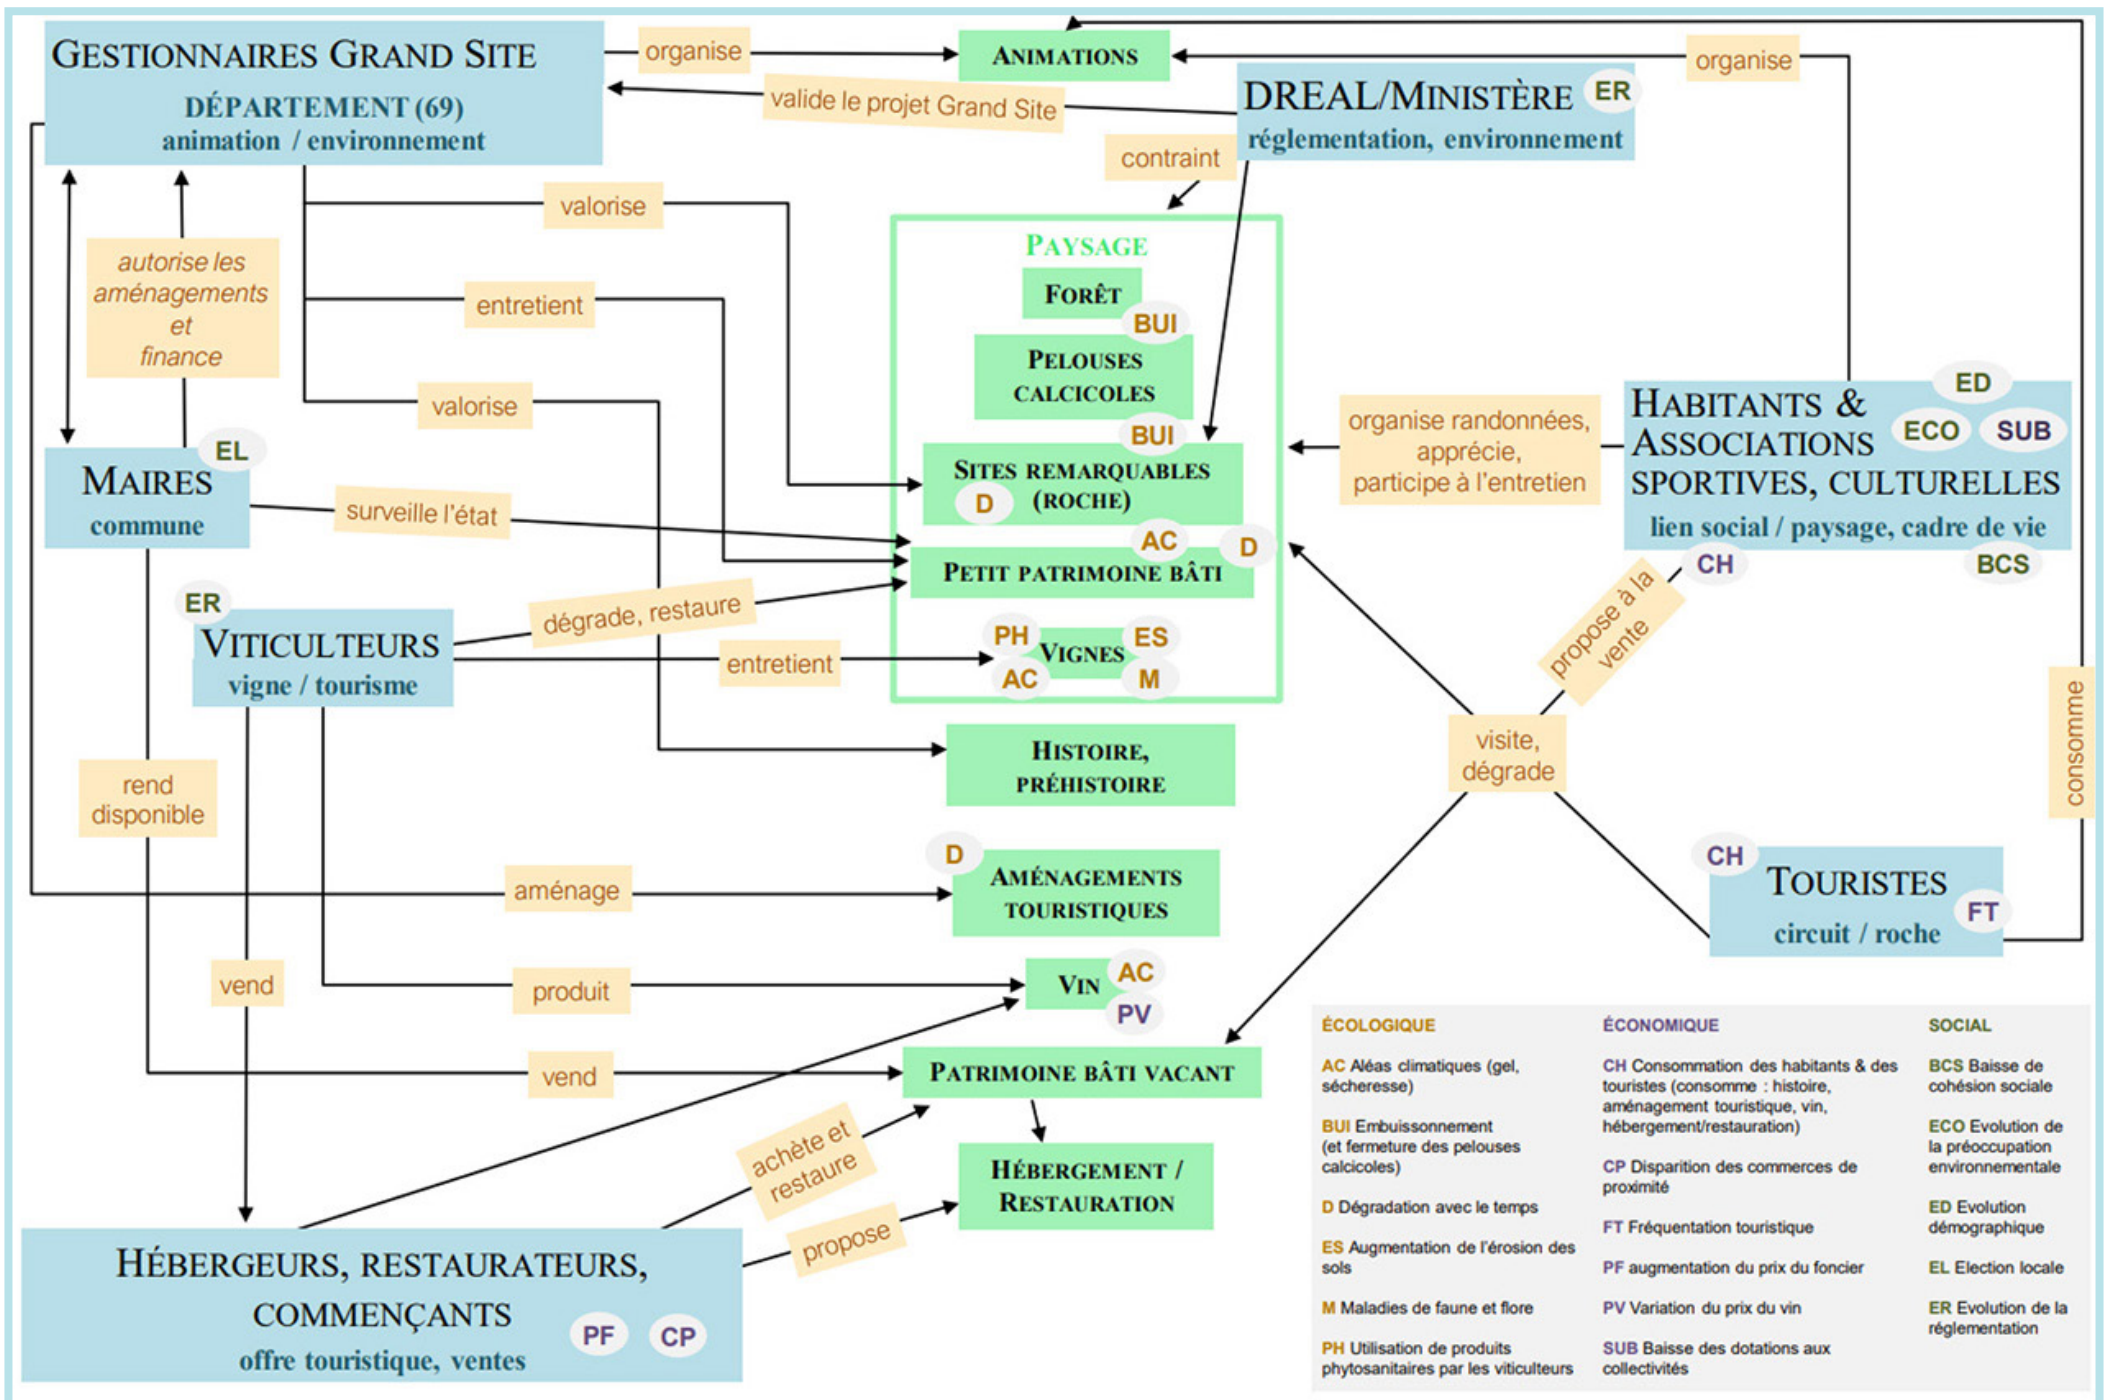 GESTIONNAIRES GRAND SITE
DÉPARTEMENT (69)
animation / environnement
organise
ANIMATIONS
organise
valide le projet Grand Site
DREAL/MINISTÈRE
ER
réglementation, environnement
contraint
valorise
autorise les
aménagements
et
finance
entretient
valorise
PAYSAGE
FORÊT
BUI
PELOUSES
CALCICOLES
BUI
SITES REMARQUABLES
(ROCHE)
D
AC
D
PETIT PATRIMOINE BÂTI
PH
ES
VIGNES
AC
M
organise randonnées,
apprécie,
participe à l'entretien
ED
HABITANTS &
ECO
SUB
ASSOCIATIONS
SPORTIVES, CULTURELLES
lien social / paysage, cadre de vie
CH
BCS
EL
MAIRES
commune
surveille l'état
ER
VITICULTEURS
vigne / tourisme
dégrade, restaure
entretient
propose à la
vente
visite,
dégrade
consomme
HISTOIRE,
PRÉHISTOIRE
rend
disponible
D
AMÉNAGEMENTS
TOURISTIQUES
aménage
CH
TOURISTES
FT
circuit / roche
vend
produit
VIN
AC
PV
vend
PATRIMOINE BÂTI VACANT
achète et
restaure
HÉBERGEMENT /
RESTAURATION
propose
HÉBERGEURS, RESTAURATEURS,
COMMENÇANTS
PF
CP
offre touristique, ventes
ÉCOLOGIQUE
AC Aléas climatiques (gel,
sécheresse)
BUI Embuissonnement
(et fermeture des pelouses
calcicoles)
D Dégradation avec le temps
ES Augmentation de l'érosion des
sols
M Maladies de faune et flore
PH Utilisation de produits
phytosanitaires par les viticulteurs
ÉCONOMIQUE
CH Consommation des habitants & des
touristes (consomme : histoire,
aménagement touristique, vin,
hébergement/restauration)
CP Disparition des commerces de
proximité
FT Fréquentation touristique
PF augmentation du prix du foncier
PV Variation du prix du vin
SUB Baisse des dotations aux
collectivités
SOCIAL
BCS Baisse de
cohésion sociale
ECO Evolution de
la préoccupation
environnementale
ED Evolution
démographique
EL Election locale
ER Evolution de la
réglementation